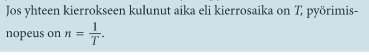 Jos yhteen kierrokseen kulunut aika eli kierrosaika on T, pyörimis-
nopeus on n = 1/T.